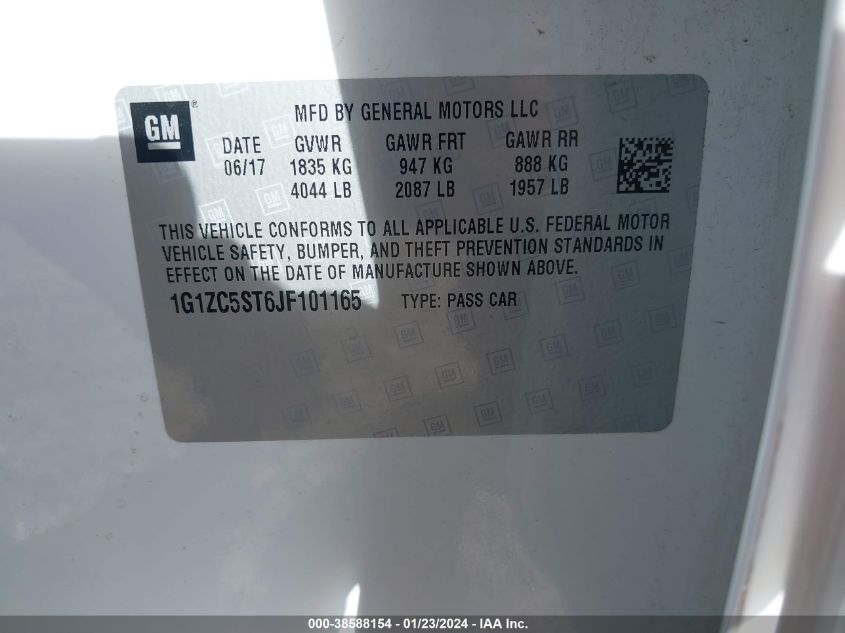 GM ®
MFD BY GENERAL MOTORS LLC
DATE GVWR GAWR FRT GAWR RR
06/17 1835 KG 947 KG 888 KG
4044 LB 2087 LB 1957 LB
THIS VEHICLE CONFORMS TO ALL APPLICABLE U.S. FEDERAL MOTOR
VEHICLE SAFETY, BUMPER, AND THEFT PREVENTION STANDARDS IN
EFFECT ON THE DATE OF MANUFACTURE SHOWN ABOVE.
1G1ZC5ST6JF101165 TYPE: PASS CAR
000-38588154 - 01/23/2024 - IAA Inc.